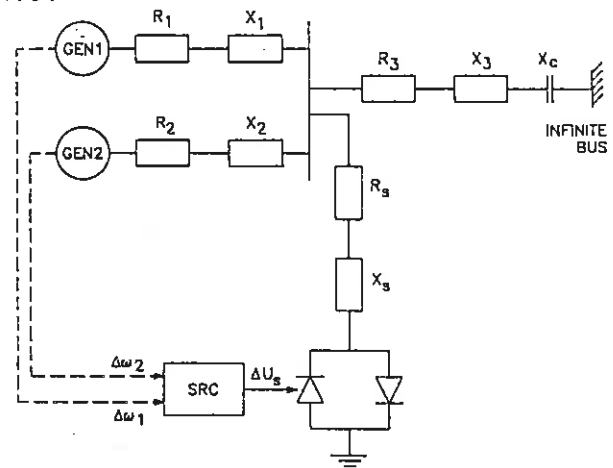 GEN1
R1
X1
R3
X3
Xc
INFINITE
BUS
GEN2
R2
X2
Rs
Xs
Δω2
SRC
ΔUs
Δω1